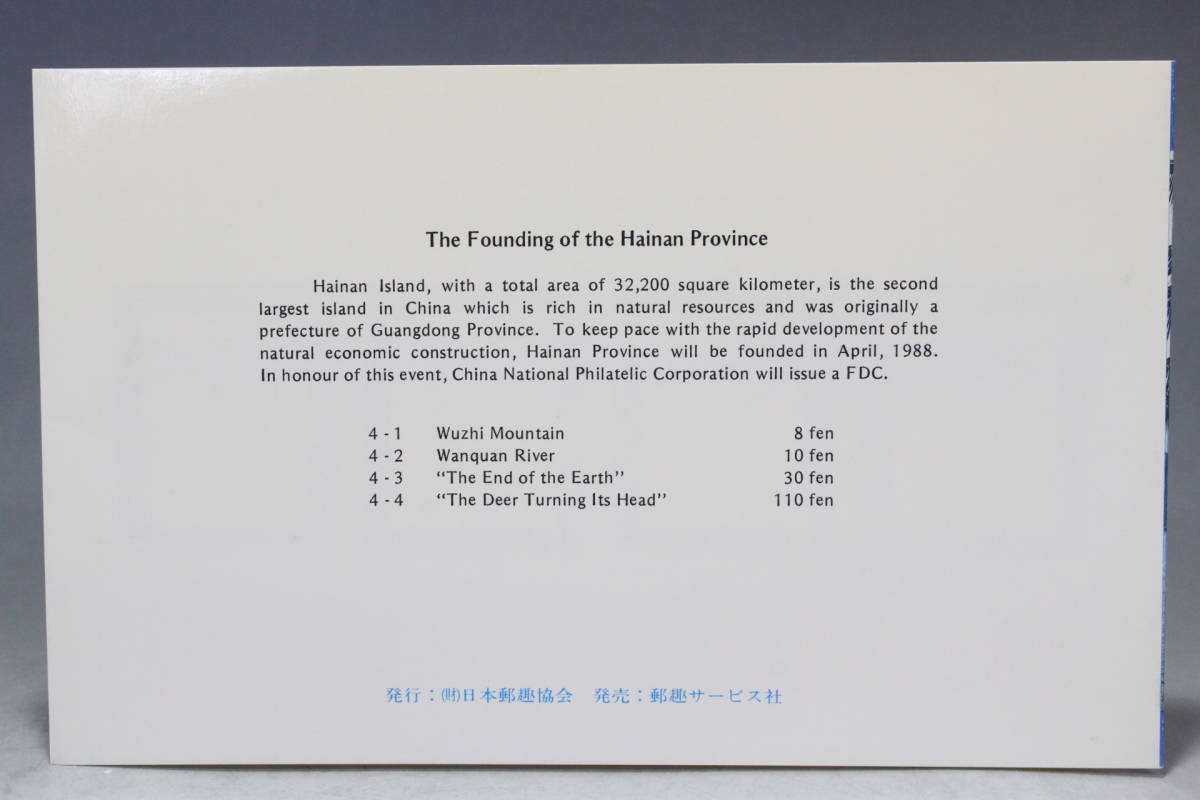 The Founding of the Hainan Province
Hainan Island, with a total area of 32,200 square kilometer, is the second
largest island in China which is rich in natural resources and was originally a
prefecture of Guangdong Province. To keep pace with the rapid development of the
natural economic construction, Hainan Province will be founded in April, 1988.
In honour of this event, China National Philatelic Corporation will issue a FDC.
4 - 1 Wuzhi Mountain 8 fen
4 - 2 Wanquan River 10 fen
4 - 3 “The End of the Earth” 30 fen
4 - 4 “The Deer Turning Its Head” 110 fen
発行：㈶日本郵趣協会　発売：郵趣サービス社